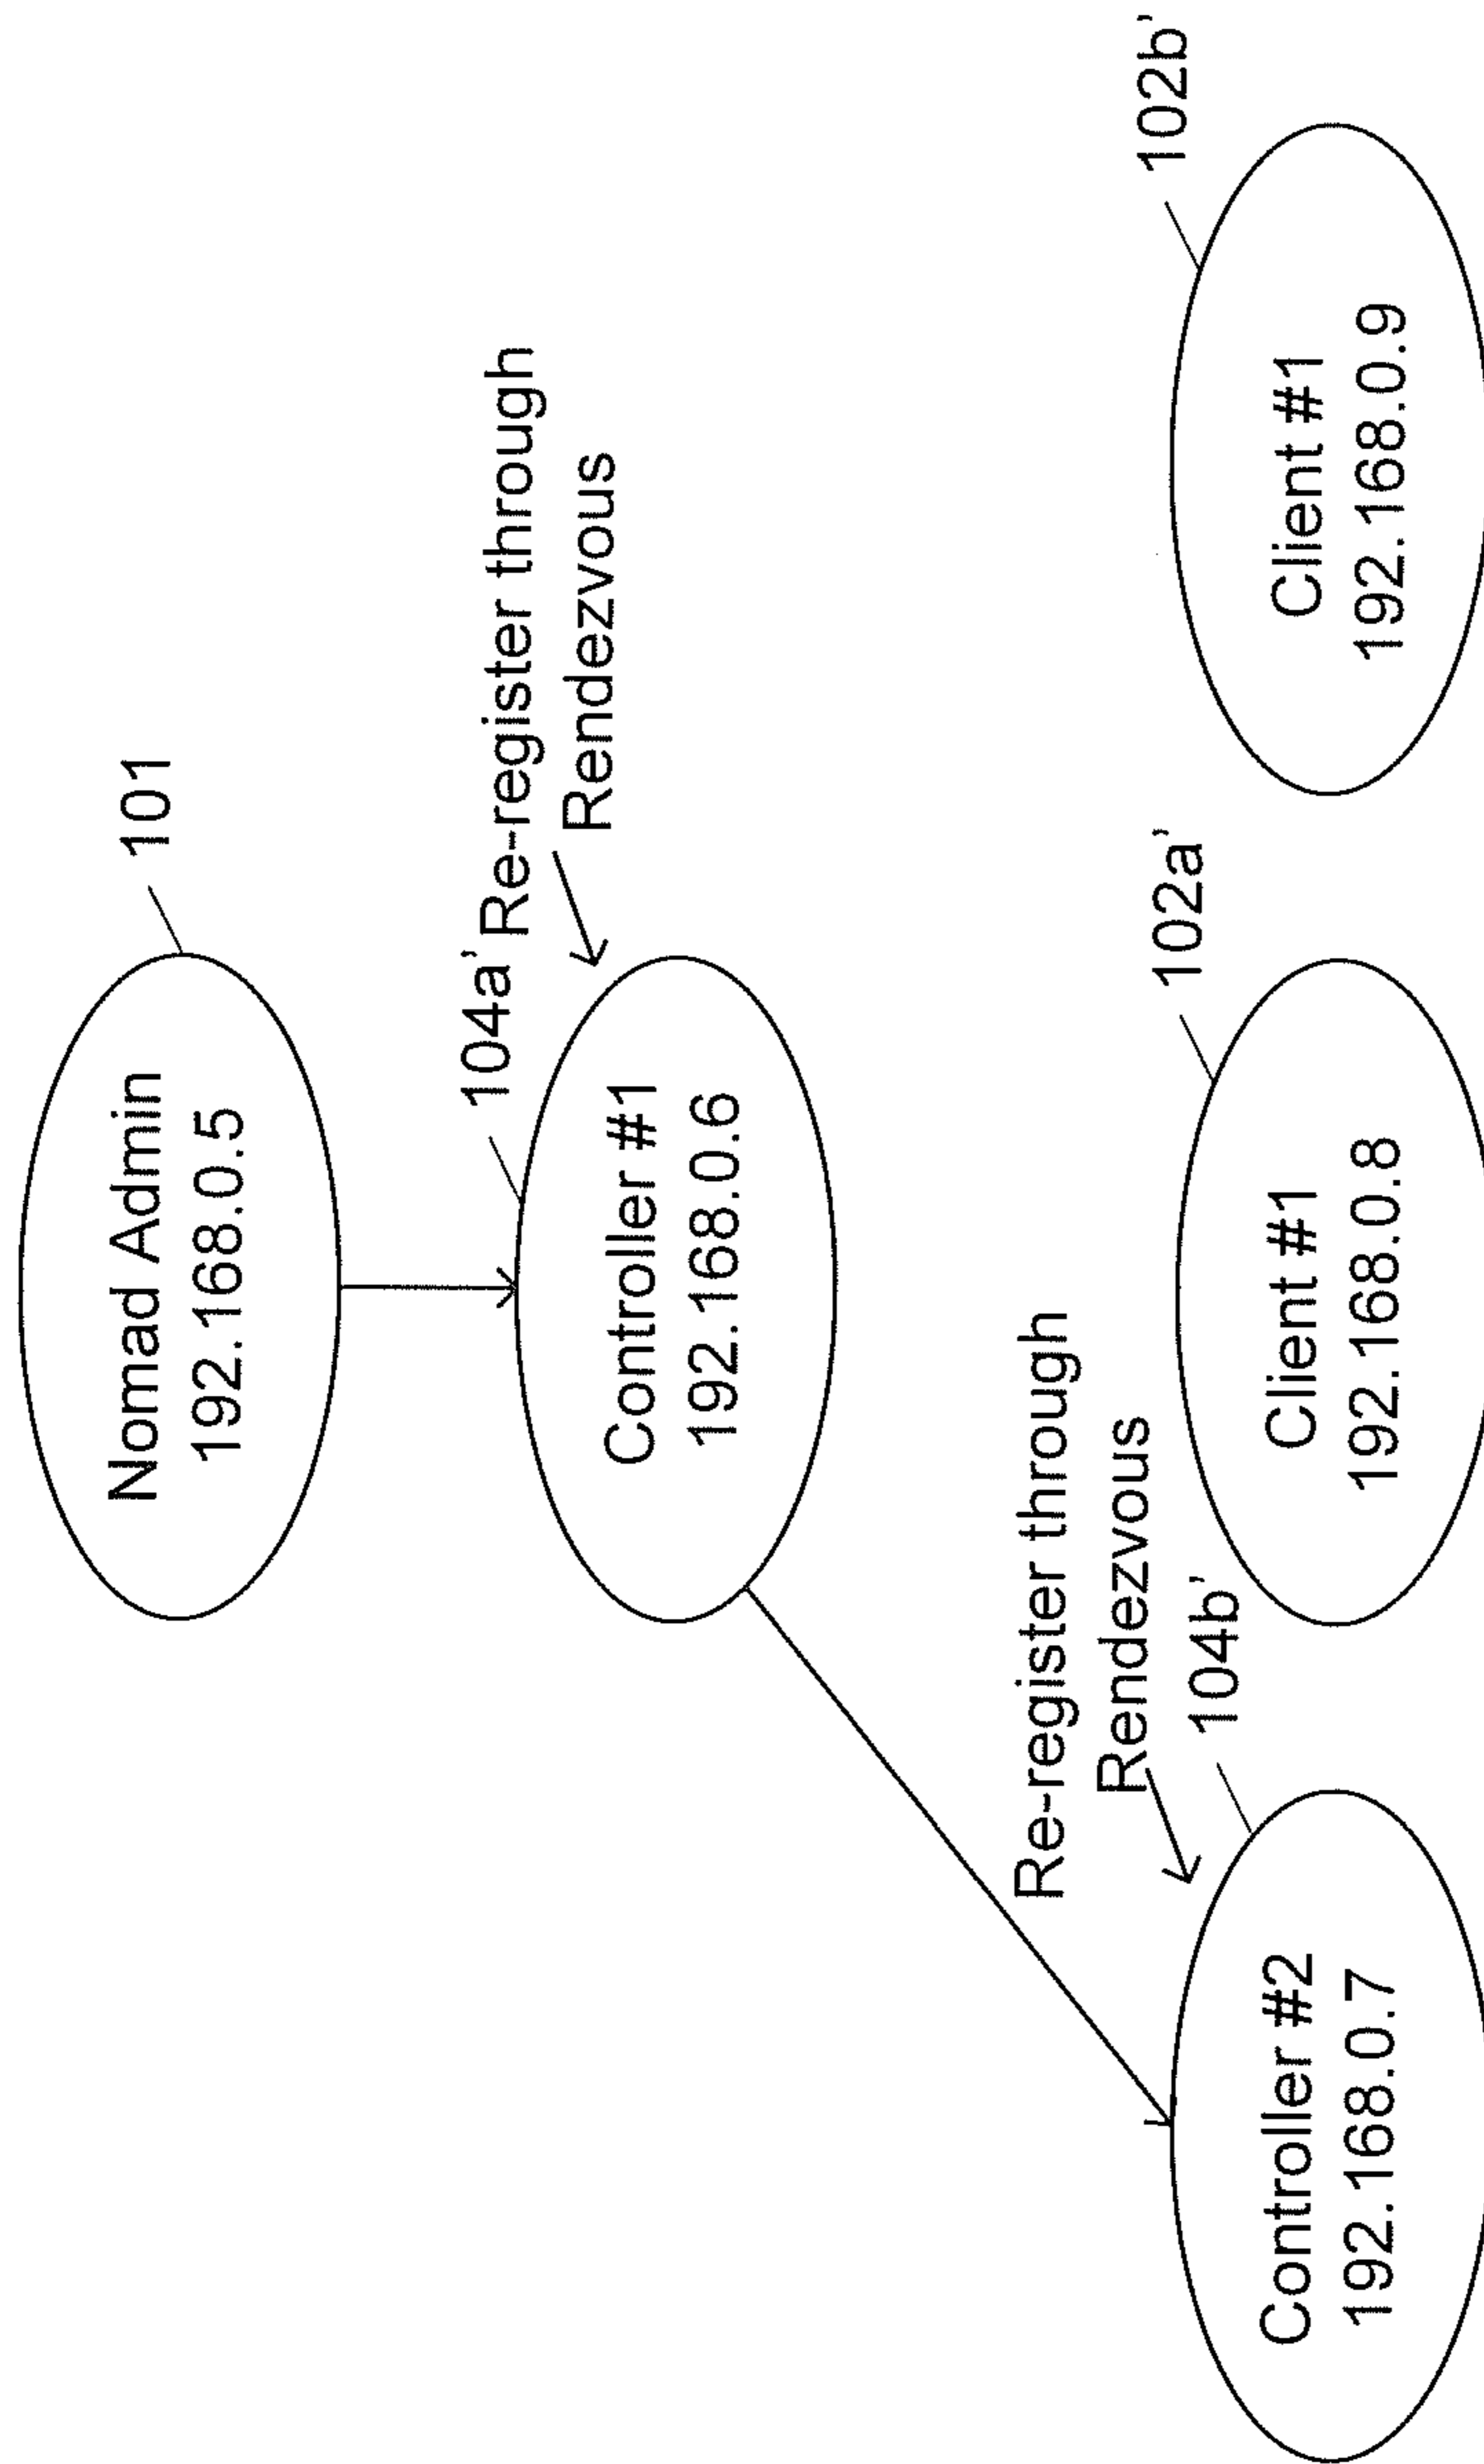 Nomad Admin
192.168.0.5
101
104a'
Re-register through
Rendezvous
Controller #1
192.168.0.6
Re-register through
Rendezvous
104b'
Controller #2
192.168.0.7
102a'
Client #1
192.168.0.8
102b'
Client #1
192.168.0.9